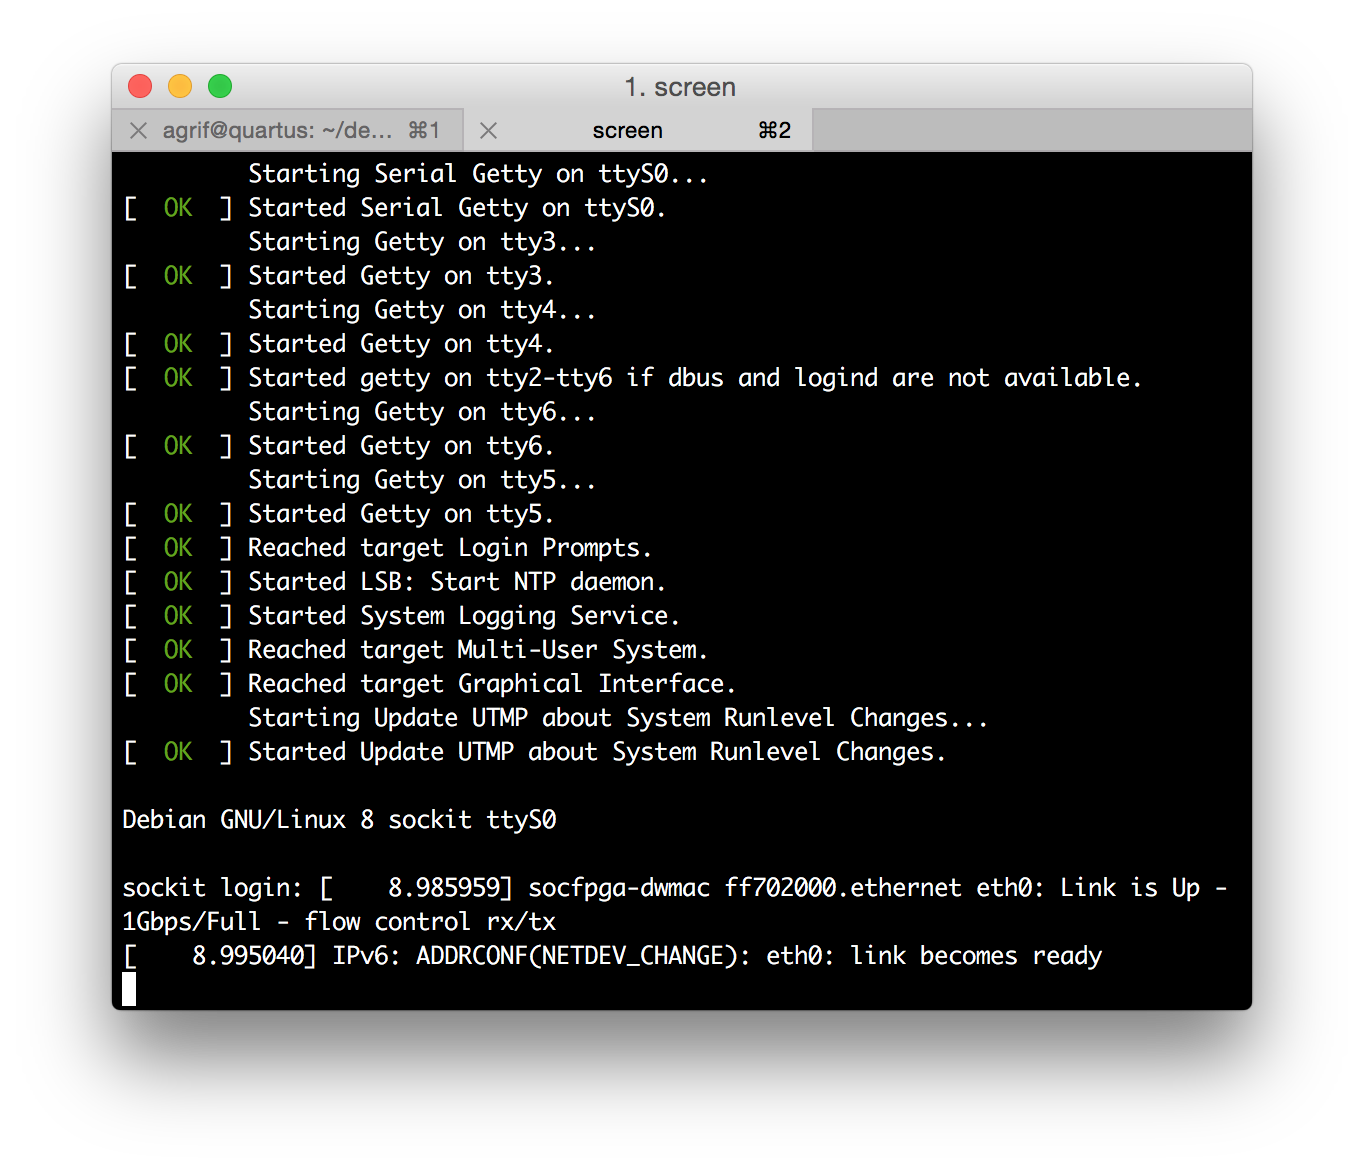 1. screen
agrif@quartus: ~/de... ⌘1
screen ⌘2
Starting Serial Getty on ttyS0...
[  OK  ] Started Serial Getty on ttyS0.
Starting Getty on tty3...
[  OK  ] Started Getty on tty3.
Starting Getty on tty4...
[  OK  ] Started Getty on tty4.
[  OK  ] Started getty on tty2-tty6 if dbus and logind are not available.
Starting Getty on tty6...
[  OK  ] Started Getty on tty6.
Starting Getty on tty5...
[  OK  ] Started Getty on tty5.
[  OK  ] Reached target Login Prompts.
[  OK  ] Started LSB: Start NTP daemon.
[  OK  ] Started System Logging Service.
[  OK  ] Reached target Multi-User System.
[  OK  ] Reached target Graphical Interface.
Starting Update UTMP about System Runlevel Changes...
[  OK  ] Started Update UTMP about System Runlevel Changes.
Debian GNU/Linux 8 sockit ttyS0
sockit login: [    8.985959] socfpga-dwmac ff702000.ethernet eth0: Link is Up -
1Gbps/Full - flow control rx/tx
[    8.995040] IPv6: ADDRCONF(NETDEV_CHANGE): eth0: link becomes ready